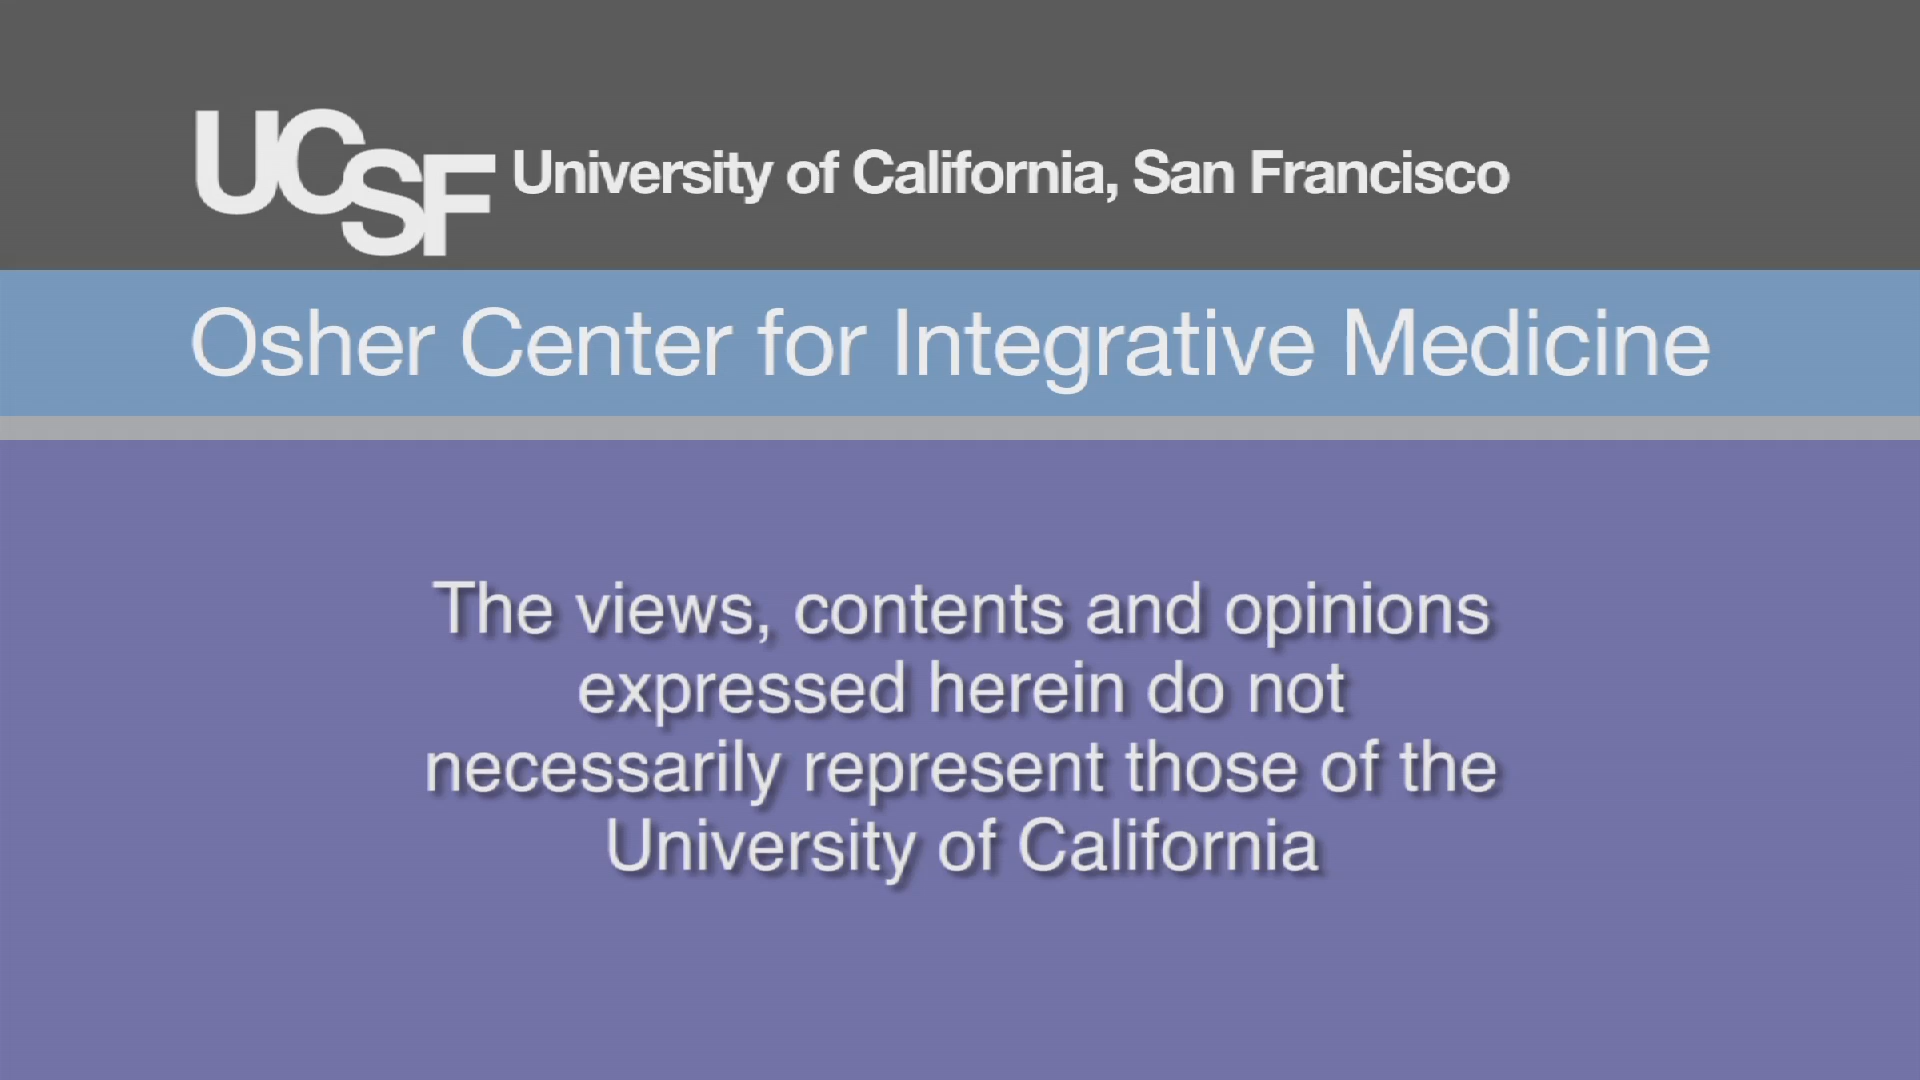 UCSF University of California, San Francisco
Osher Center for Integrative Medicine
The views, contents and opinions
expressed herein do not
necessarily represent those of the
University of California